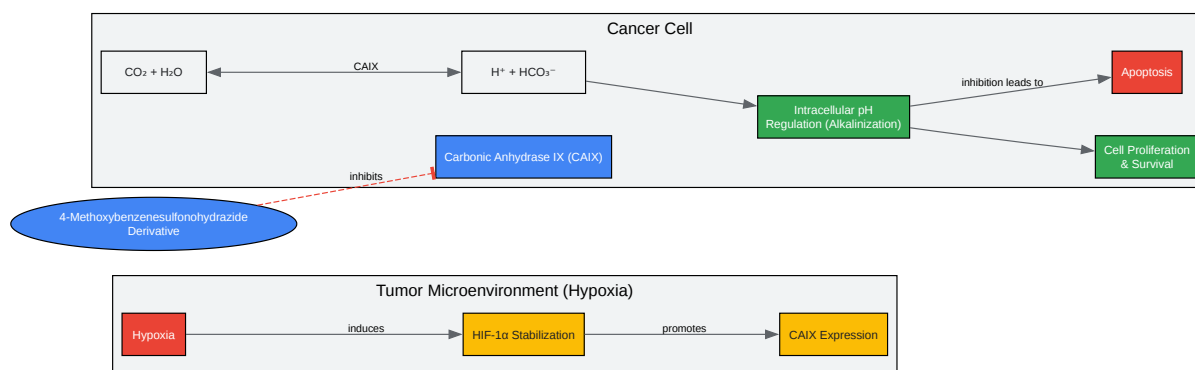 Cancer Cell
CO₂ + H₂O
CAIX
H⁺ + HCO₃⁻
Intracellular pH
Regulation (Alkalinization)
inhibition leads to
Apoptosis
Cell Proliferation
& Survival
Carbonic Anhydrase IX (CAIX)
inhibits
4-Methoxybenzenesulfonohydrazide
Derivative
Tumor Microenvironment (Hypoxia)
Hypoxia
induces
HIF-1α Stabilization
promotes
CAIX Expression